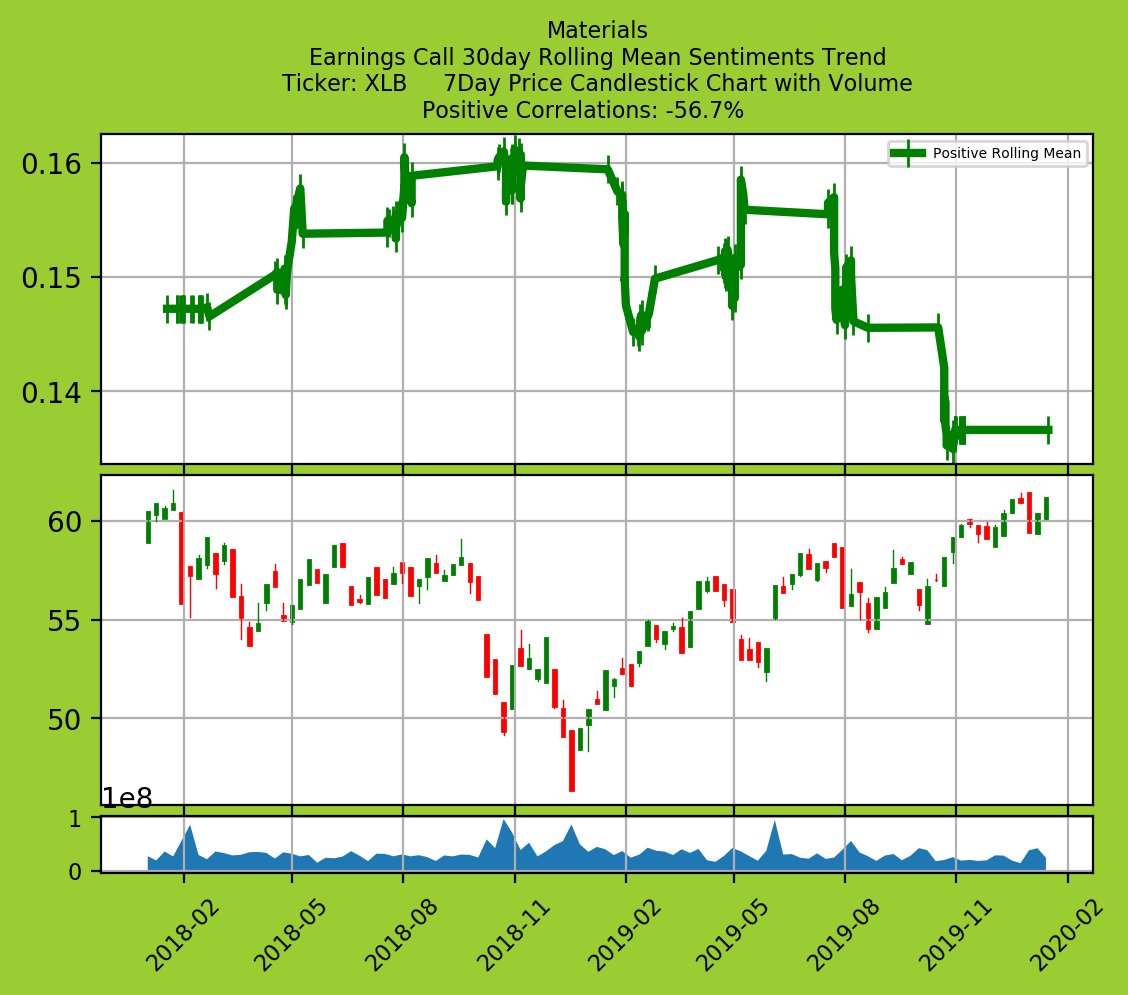 Materials
Earnings Call 30day Rolling Mean Sentiments Trend
Ticker: XLB     7Day Price Candlestick Chart with Volume
Positive Correlations: -56.7%
Positive Rolling Mean
0.16
0.15
0.14
60
55
50
1e8
1
0
2018-02
2018-05
2018-08
2018-11
2019-02
2019-05
2019-08
2019-11
2020-02